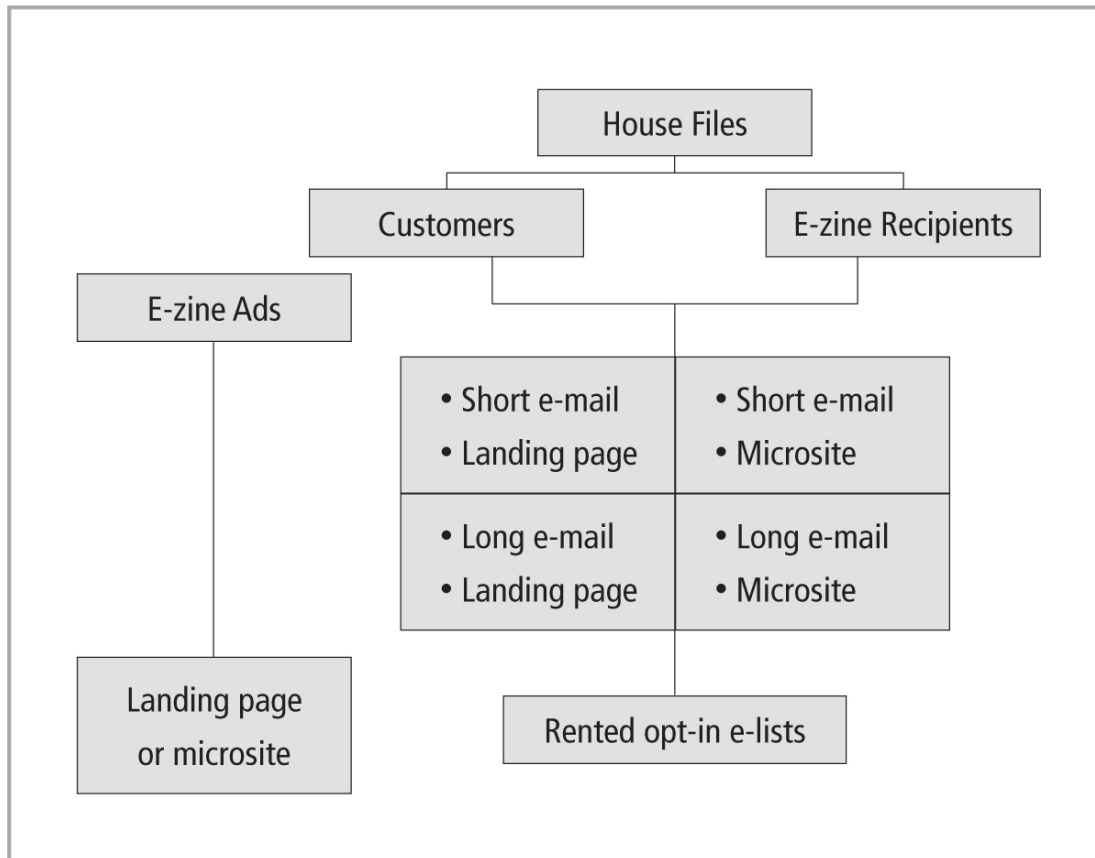 House Files
Customers
E-zine Recipients
E-zine Ads
• Short e-mail
• Landing page
• Short e-mail
• Microsite
• Long e-mail
• Landing page
• Long e-mail
• Microsite
Landing page
or microsite
Rented opt-in e-lists